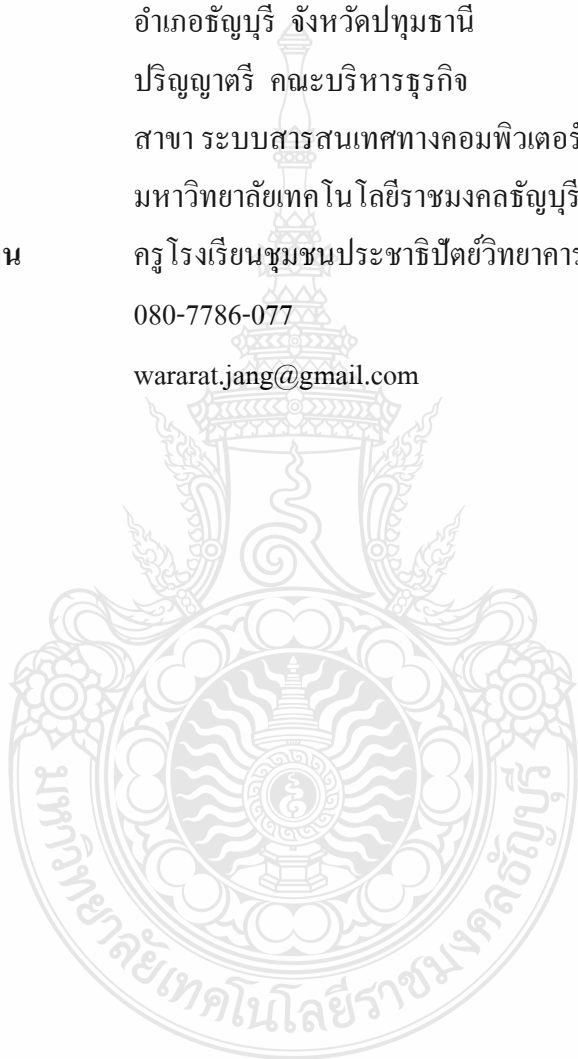 อำเภอธัญบุรี จังหวัดปทุมธานี
ปริญญาตรี คณะบริหารธุรกิจ
สาขา ระบบสารสนเทศทางคอมพิวเตอร์
มหาวิทยาลัยเทคโนโลยีราชมงคลธัญบุรี
น ครูโรงเรียนชุมชนประชาธิปัตย์วิทยาคาร
080-7786-077
wararat.jang@gmail.com
มหาวิทยาลัยเทคโนโลยีราชมงคลธัญบุรี